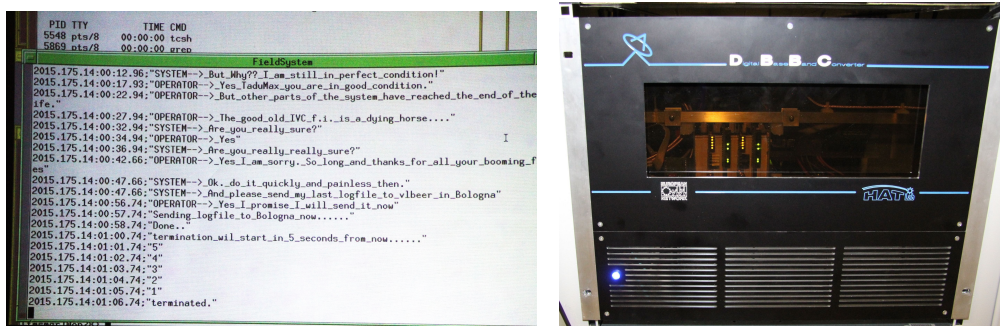 PID TTY TIME CMD
5548 pts/8 00:00:00 tcsh
5869 pts/8 00:00:00 grep
FieldSystem
2015.175.14:00:12.96;"SYSTEM-->_But_Why??_I_am_still_in_perfect_condition!"
2015.175.14:00:17.93;"OPERATOR-->_Yes_TaduMax_you_are_in_good_condition."
2015.175.14:00:22.94;"OPERATOR-->_But_other_parts_of_the_system_have_reached_the_end_of_the
ife."
2015.175.14:00:27.94;"OPERATOR-->_The_good_old_IVC_f.i._is_a_dying_horse...."
2015.175.14:00:32.94;"SYSTEM-->_Are_you_really_sure?"
2015.175.14:00:34.94;"OPERATOR-->_Yes"
2015.175.14:00:36.94;"SYSTEM-->_Are_you_really_really_sure?"
2015.175.14:00:42.66;"OPERATOR-->_Yes_I_am_sorry._So_long_and_thanks_for_all_your_booming_f
es"
2015.175.14:00:47.66;"SYSTEM-->_Ok._do_it_quickly_and_painless_then."
2015.175.14:00:47.66;"SYSTEM-->_And_please_send_my_last_logfile_to_vlbeer_in_Bologna"
2015.175.14:00:56.74;"OPERATOR-->_Yes_I_promise_I_will_send_it_now"
2015.175.14:00:57.74;"Sending_logfile_to_Bologna_now......"
2015.175.14:00:58.74;"Done.."
2015.175.14:01:00.74;"termination_wil_start_in_5_seconds_from_now......"
2015.175.14:01:01.74;"5"
2015.175.14:01:02.74;"4"
2015.175.14:01:03.74;"3"
2015.175.14:01:04.74;"2"
2015.175.14:01:05.74;"1"
2015.175.14:01:06.74;"terminated."
Digital Base Band Converter
EUROPEAN
EVN
NETWORK
HAT